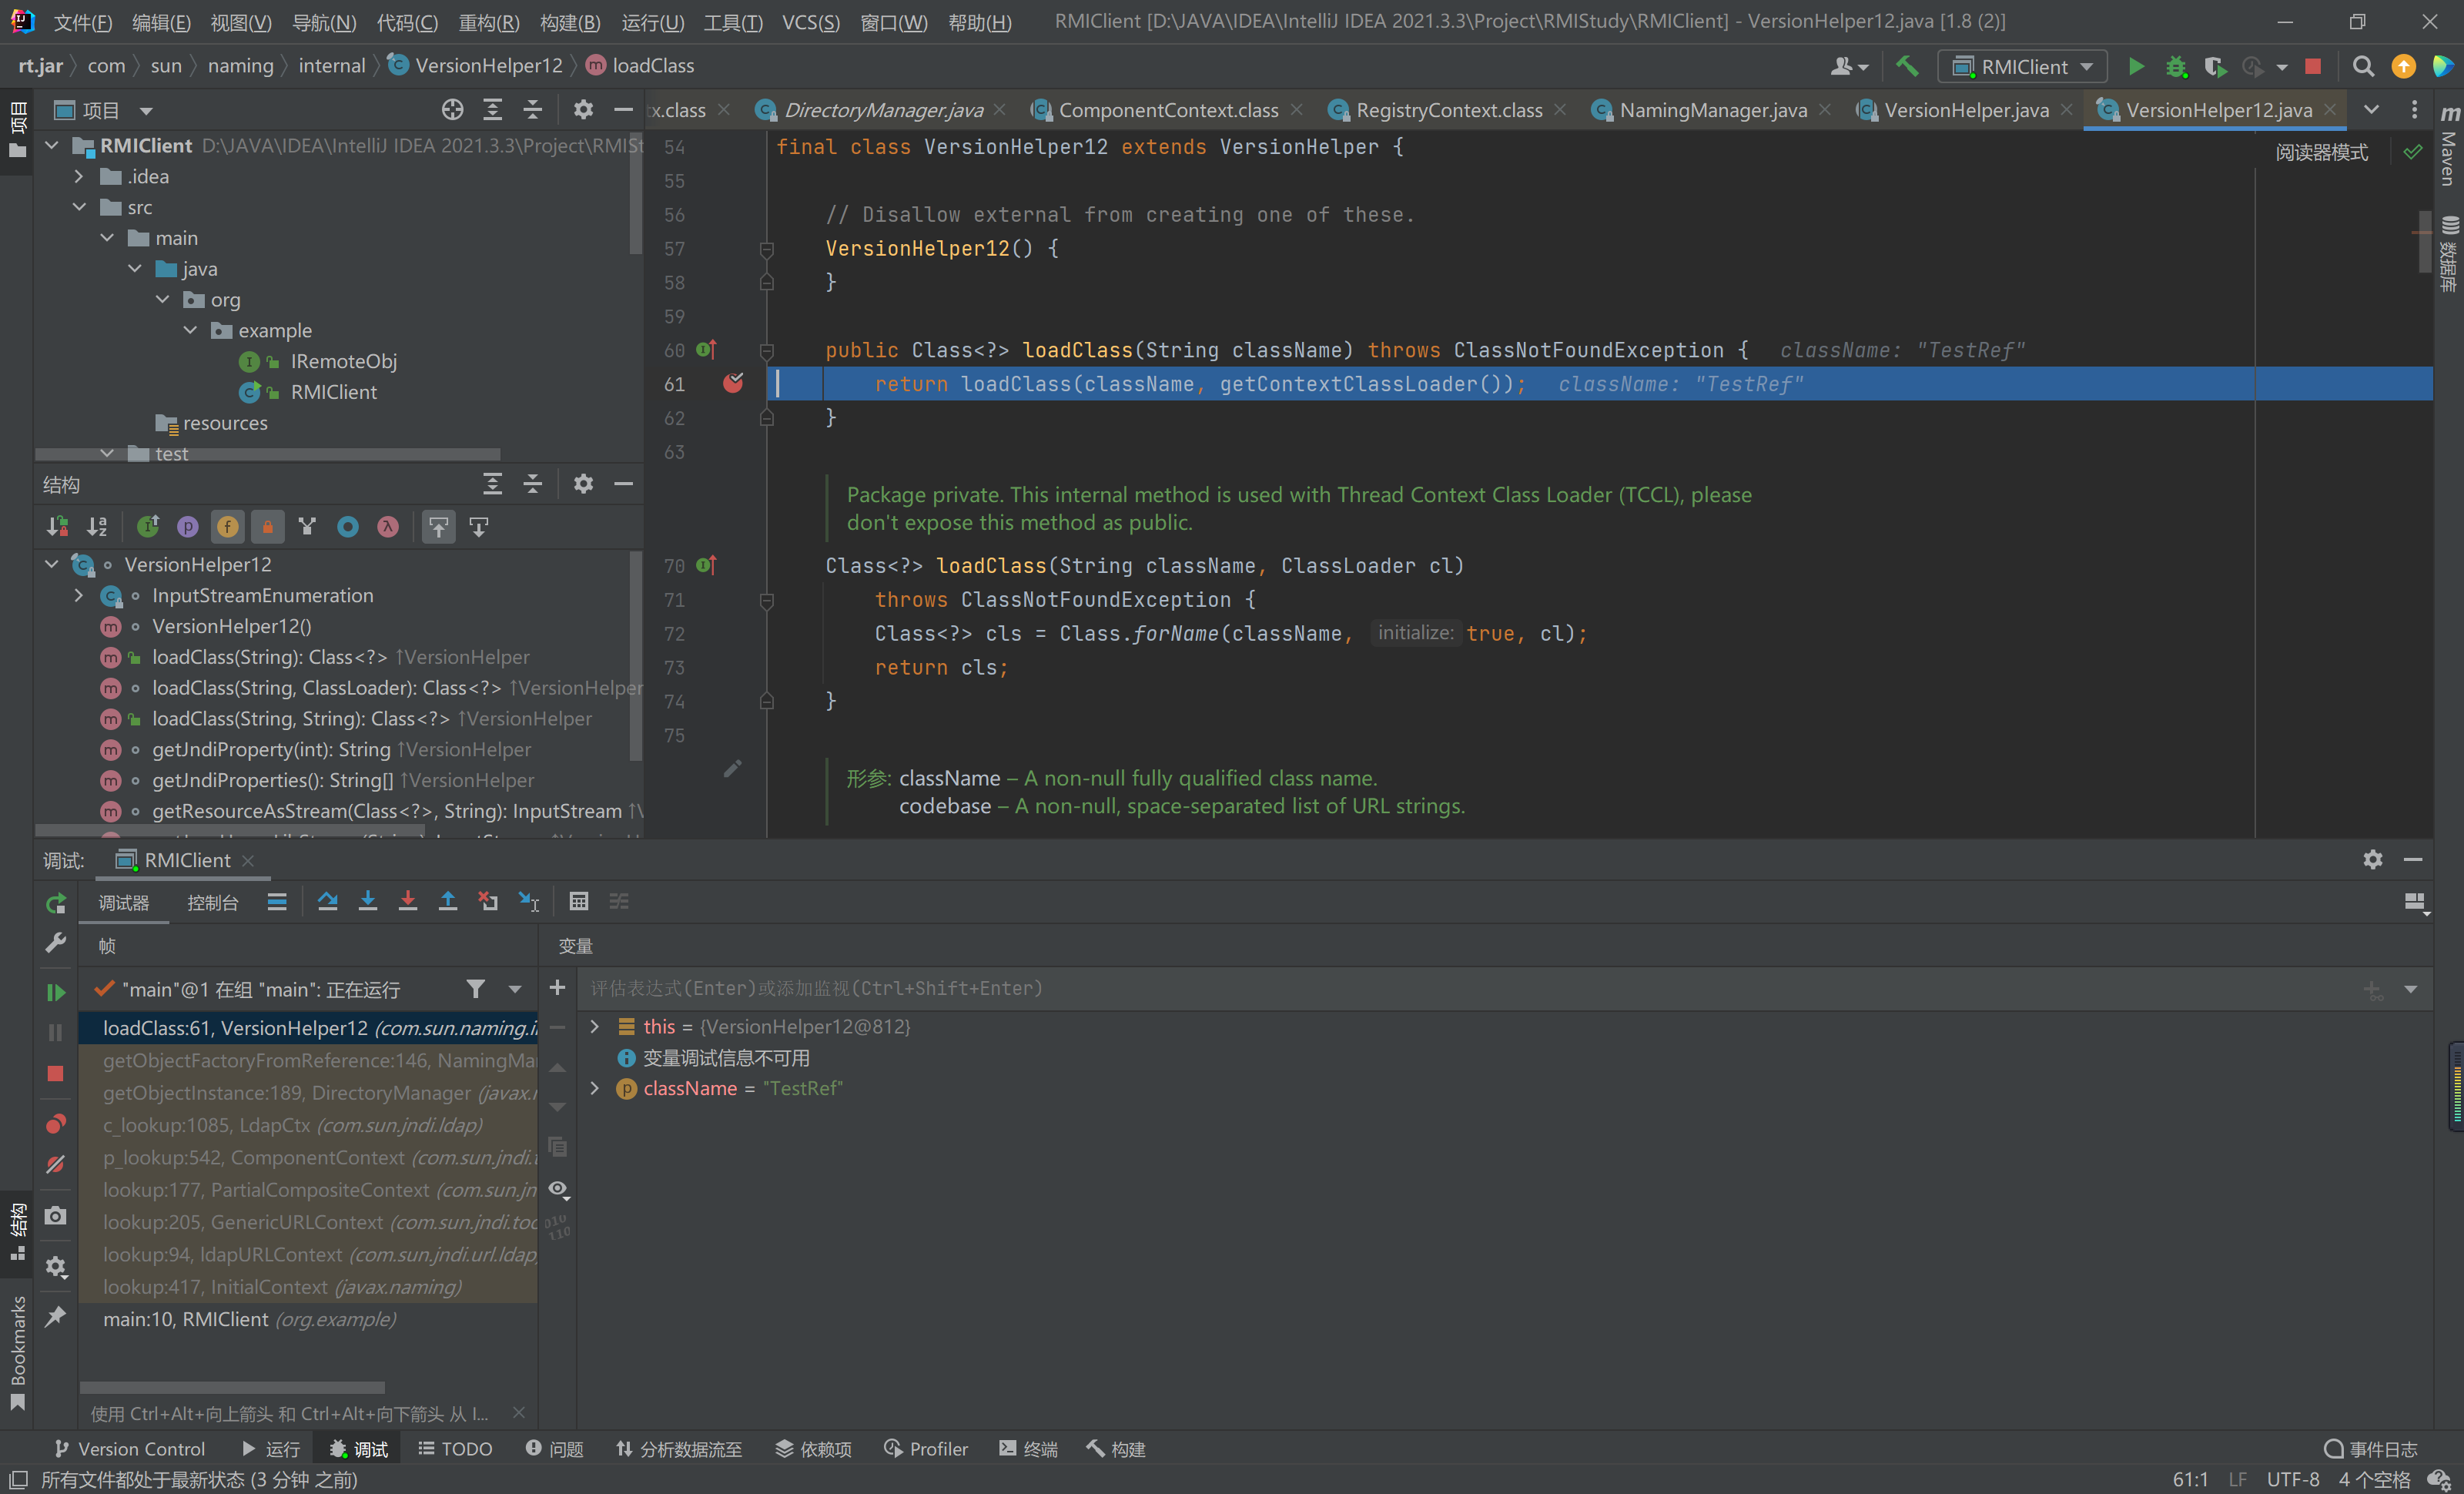 文件(F) 编辑(E) 视图(V) 导航(N) 代码(C) 重构(R) 构建(B) 运行(U) 工具(T) VCS(S) 窗口(W) 帮助(H) RMIClient [D:\JAVA\IDEA\IntelliJ IDEA 2021.3.3\Project\RMIStudy\RMIClient] - VersionHelper12.java [1.8 (2)]
rt.jar com sun naming internal VersionHelper12 loadClass
RMIClient
项目
项目
x.class DirectoryManager.java ComponentContext.class RegistryContext.class NamingManager.java VersionHelper.java VersionHelper12.java
Maven
数据库
RMIClient D:\JAVA\IDEA\IntelliJ IDEA 2021.3.3\Project\RMISt
.idea
src
main
java
org
example
IRemoteObj
RMIClient
resources
test
阅读器模式
54 final class VersionHelper12 extends VersionHelper {
55
56 // Disallow external from creating one of these.
57 VersionHelper12() {
58 }
59
60 public Class<?> loadClass(String className) throws ClassNotFoundException { className: "TestRef"
61 return loadClass(className, getContextClassLoader()); className: "TestRef"
62 }
63
Package private. This internal method is used with Thread Context Class Loader (TCCL), please
don't expose this method as public.
70 Class<?> loadClass(String className, ClassLoader cl)
71 throws ClassNotFoundException {
72 Class<?> cls = Class.forName(className, initialize: true, cl);
73 return cls;
74 }
75
形参: className – A non-null fully qualified class name.
codebase – A non-null, space-separated list of URL strings.
结构
VersionHelper12
InputStreamEnumeration
VersionHelper12()
loadClass(String): Class<?> ↑VersionHelper
loadClass(String, ClassLoader): Class<?> ↑VersionHelper
loadClass(String, String): Class<?> ↑VersionHelper
getJndiProperty(int): String ↑VersionHelper
getJndiProperties(): String[] ↑VersionHelper
getResourceAsStream(Class<?>, String): InputStream ↑V
调试: RMIClient
调试器 控制台
帧 变量
"main"@1 在组 "main": 正在运行
评估表达式(Enter)或添加监视(Ctrl+Shift+Enter)
loadClass:61, VersionHelper12 (com.sun.naming.i
getObjectFactoryFromReference:146, NamingMa
getObjectInstance:189, DirectoryManager (javax.
c_lookup:1085, LdapCtx (com.sun.jndi.ldap)
p_lookup:542, ComponentContext (com.sun.jndi.t
lookup:177, PartialCompositeContext (com.sun.jn
lookup:205, GenericURLContext (com.sun.jndi.too
lookup:94, ldapURLContext (com.sun.jndi.url.ldap
lookup:417, InitialContext (javax.naming)
main:10, RMIClient (org.example)
this = {VersionHelper12@812}
变量调试信息不可用
className = "TestRef"
使用 Ctrl+Alt+向上箭头 和 Ctrl+Alt+向下箭头 从 I...
结构
Bookmarks
Version Control 运行 调试 TODO 问题 分析数据流至 依赖项 Profiler 终端 构建 事件日志
所有文件都处于最新状态 (3 分钟 之前) 61:1 LF UTF-8 4 个空格